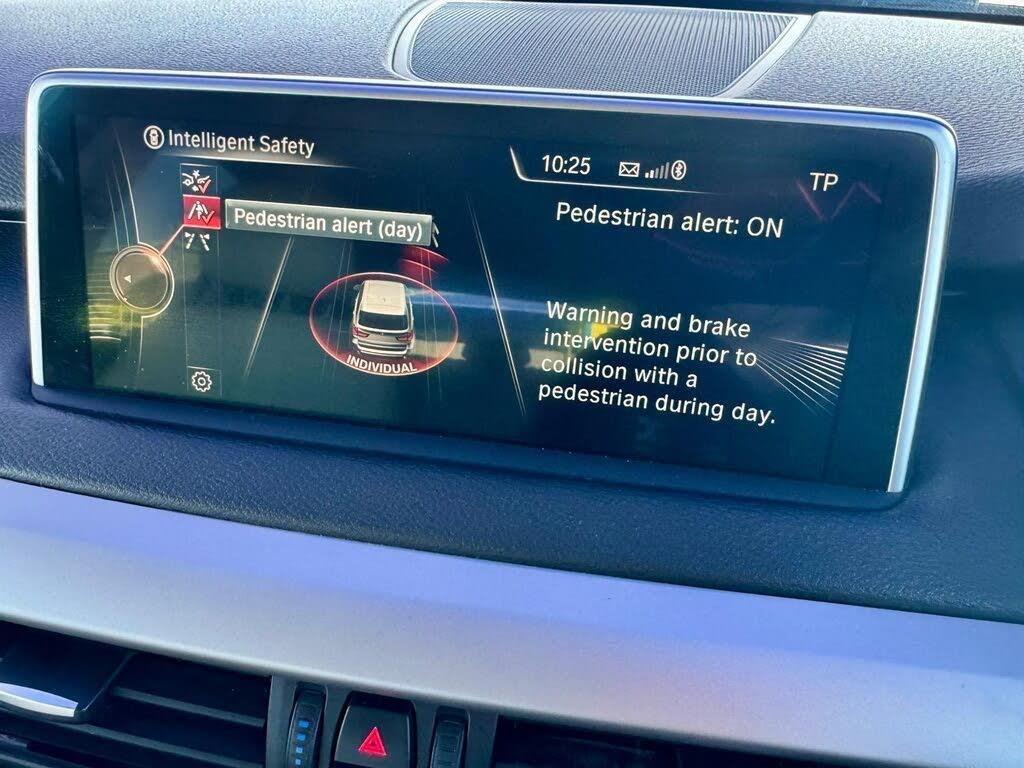 Intelligent Safety
10:25
TP
Pedestrian alert (day)
Pedestrian alert: ON
INDIVIDUAL
Warning and brake
intervention prior to
collision with a
pedestrian during day.